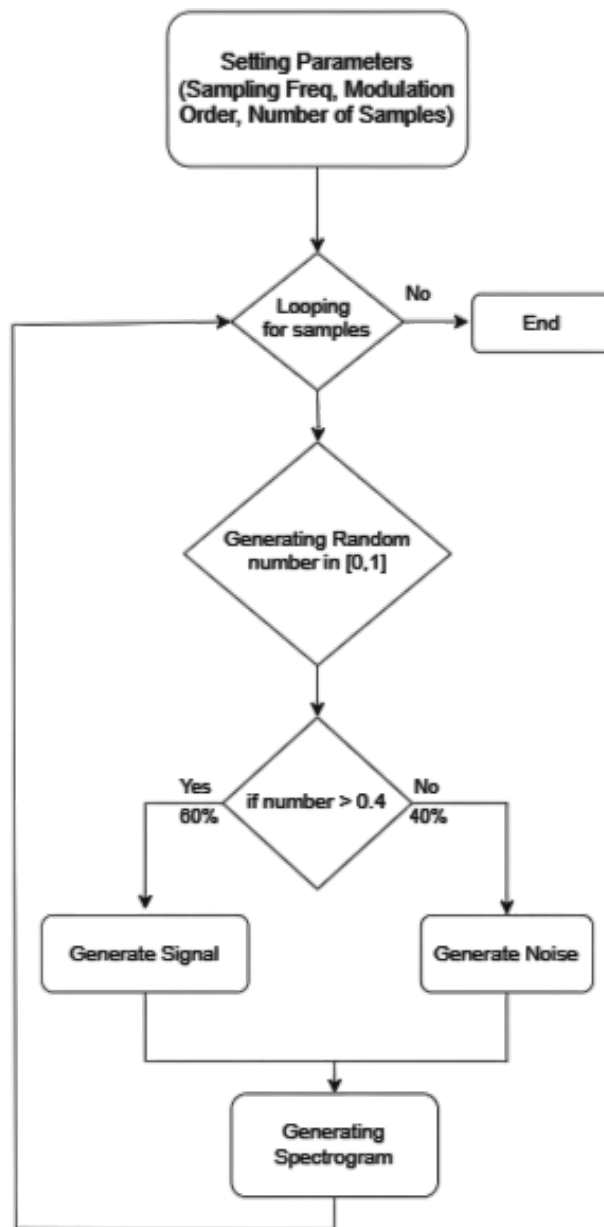 Setting Parameters
(Sampling Freq, Modulation
Order, Number of Samples)
Looping
for samples
No
End
Generating Random
number in [0,1]
if number > 0.4
Yes
60%
No
40%
Generate Signal
Generate Noise
Generating
Spectrogram